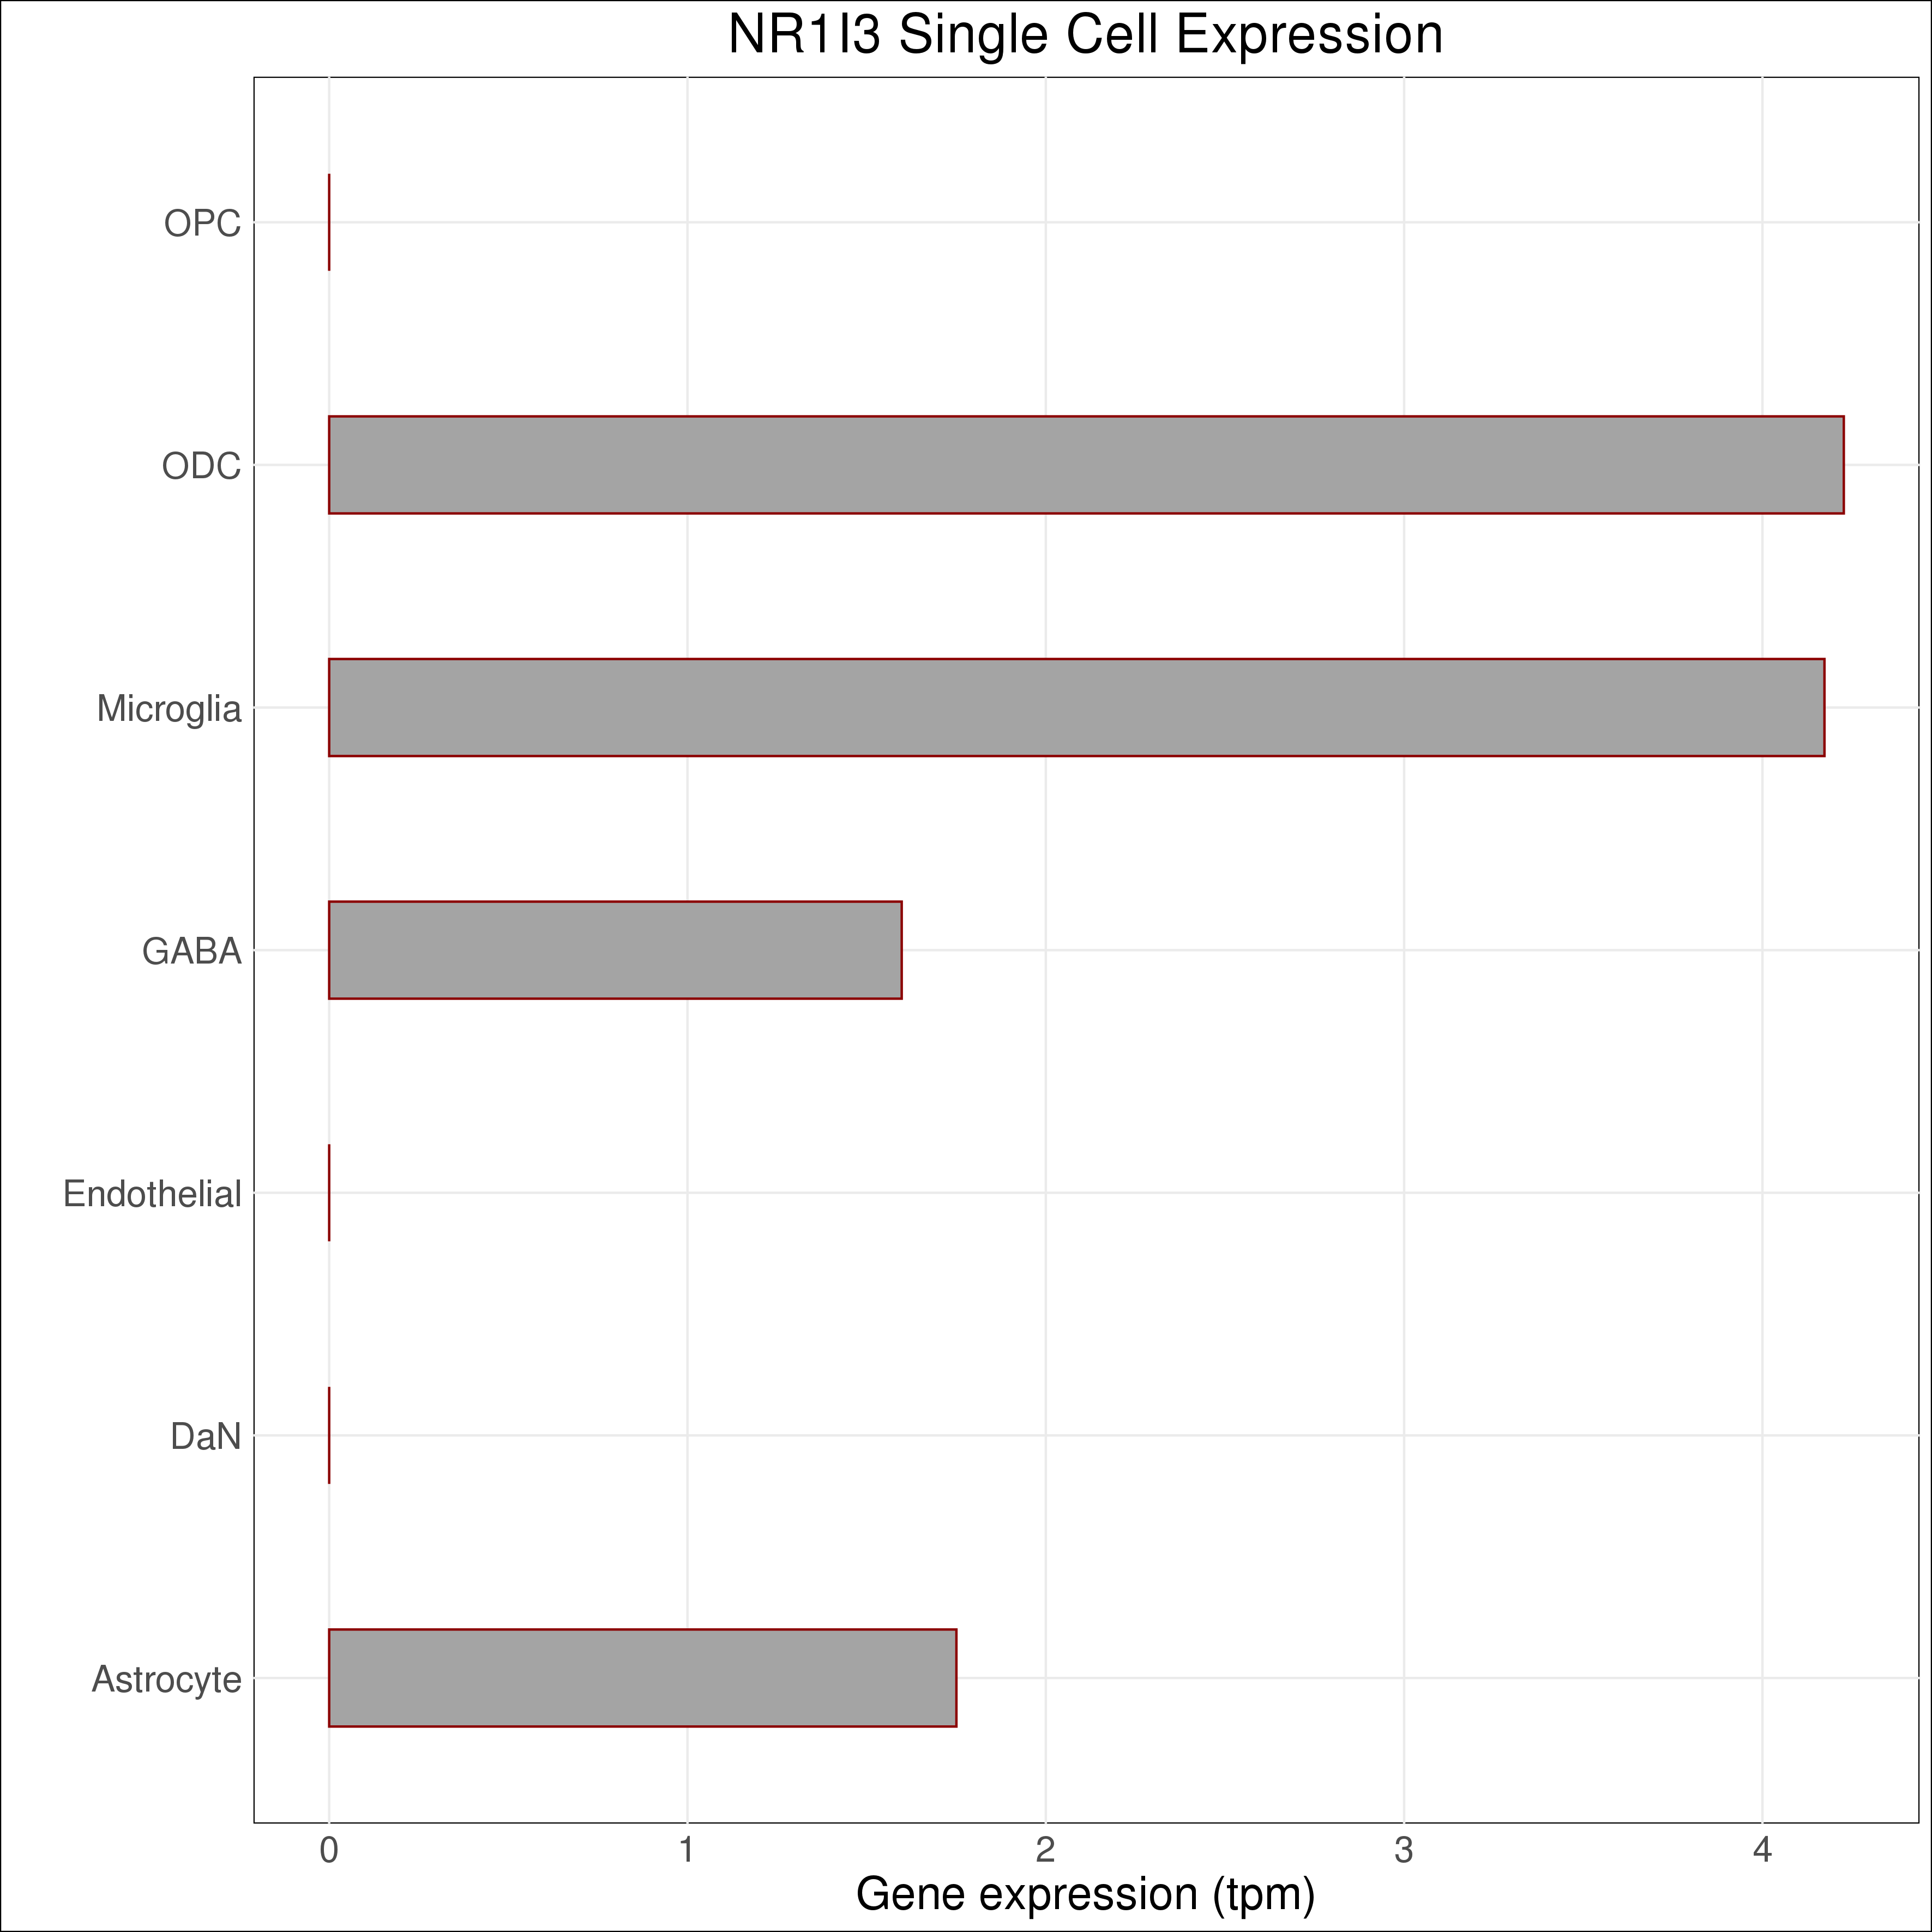 NR1I3 Single Cell Expression
OPC
ODC
Microglia
GABA
Endothelial
DaN
Astrocyte
0 1 2 3 4
Gene expression (tpm)